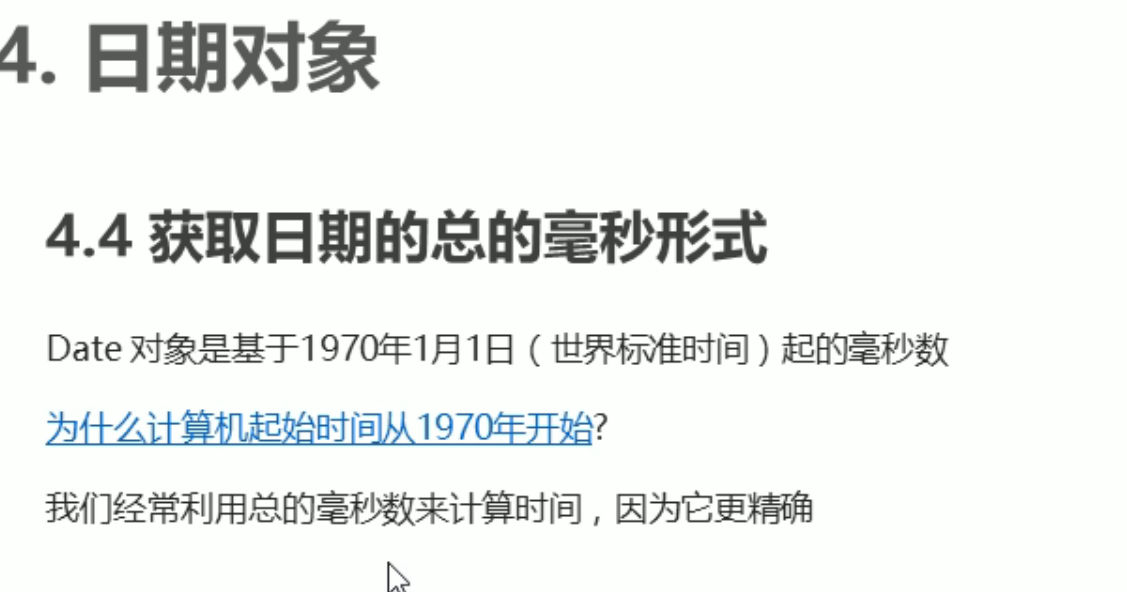 4. 日期对象
4.4 获取日期的总的毫秒形式
Date 对象是基于1970年1月1日（世界标准时间）起的毫秒数
为什么计算机起始时间从1970年开始?
我们经常利用总的毫秒数来计算时间，因为它更精确